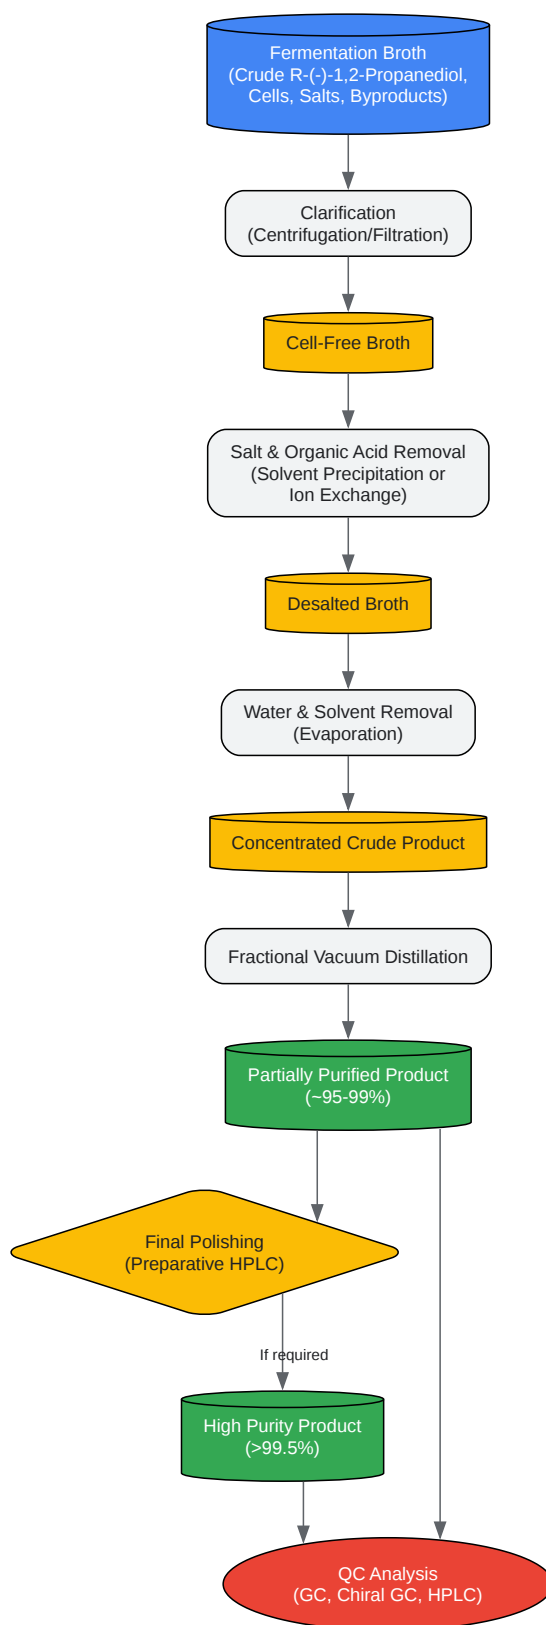 Fermentation Broth
(Crude R-(-)-1,2-Propanediol,
Cells, Salts, Byproducts)
Clarification
(Centrifugation/Filtration)
Cell-Free Broth
Salt & Organic Acid Removal
(Solvent Precipitation or
Ion Exchange)
Desalted Broth
Water & Solvent Removal
(Evaporation)
Concentrated Crude Product
Fractional Vacuum Distillation
Partially Purified Product
(~95-99%)
Final Polishing
(Preparative HPLC)
If required
High Purity Product
(>99.5%)
QC Analysis
(GC, Chiral GC, HPLC)